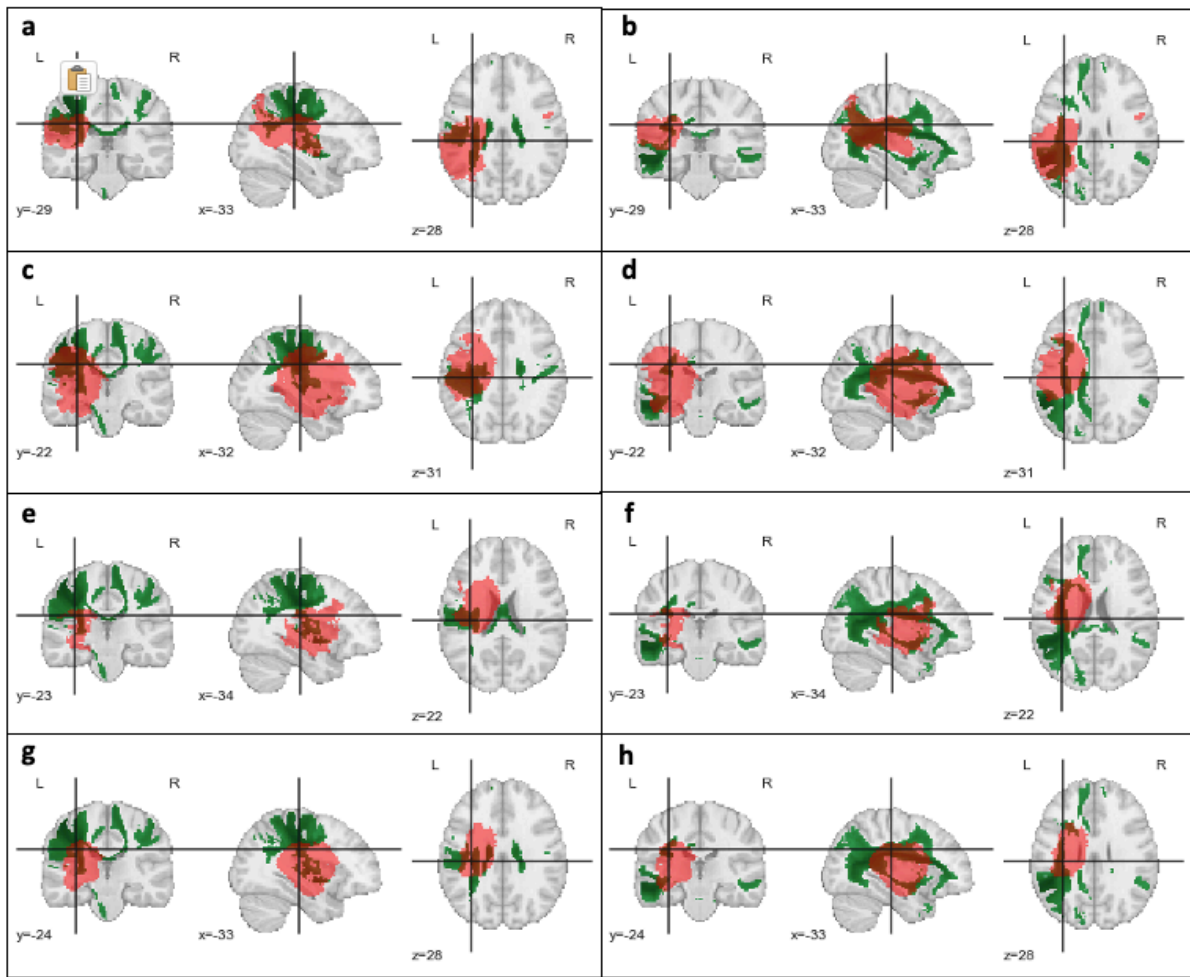 a
L R L R
y=-29 x=-33 z=28
b
L R L R
y=-29 x=-33 z=28
c
L R L R
y=-22 x=-32 z=31
d
L R L R
y=-22 x=-32 z=31
e
L R L R
y=-23 x=-34 z=22
f
L R L R
y=-23 x=-34 z=22
g
L R L R
y=-24 x=-33 z=28
h
L R L R
y=-24 x=-33 z=28